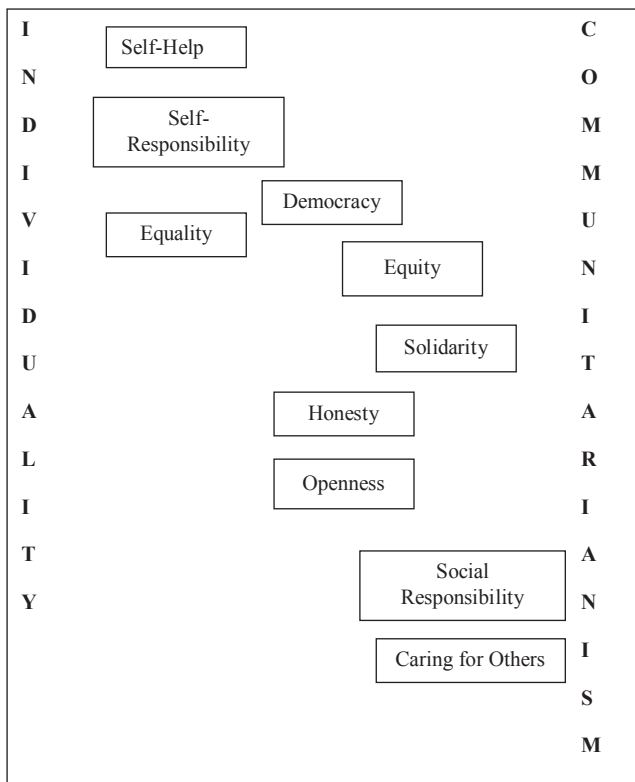 INDIVIDUALITY
COMMUNITARIANISM
Self-Help
Self-
Responsibility
Democracy
Equality
Equity
Solidarity
Honesty
Openness
Social
Responsibility
Caring for Others